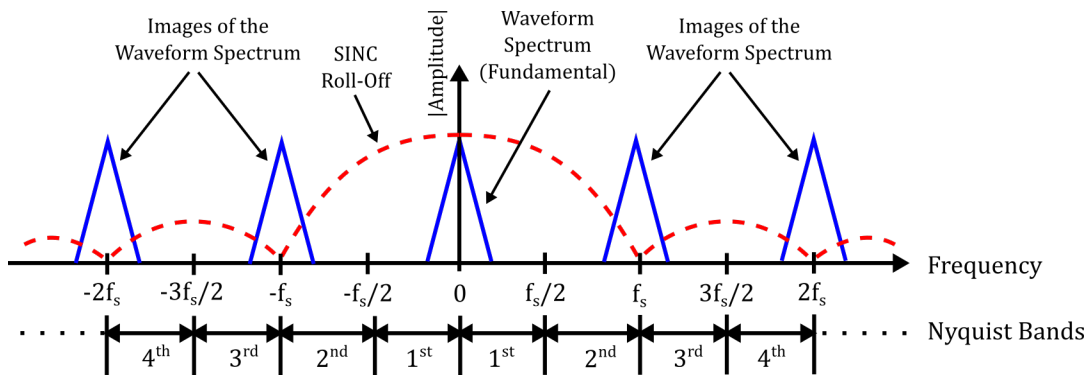 Images of the
Waveform Spectrum
SINC
Roll-Off
|Amplitude|
Waveform
Spectrum
(Fundamental)
Images of the
Waveform Spectrum
-2fₛ
-3fₛ/2
-fₛ
-fₛ/2
0
fₛ/2
fₛ
3fₛ/2
2fₛ
Frequency
4ᵗʰ
3ʳᵈ
2ⁿᵈ
1ˢᵗ
1ˢᵗ
2ⁿᵈ
3ʳᵈ
4ᵗʰ
Nyquist Bands